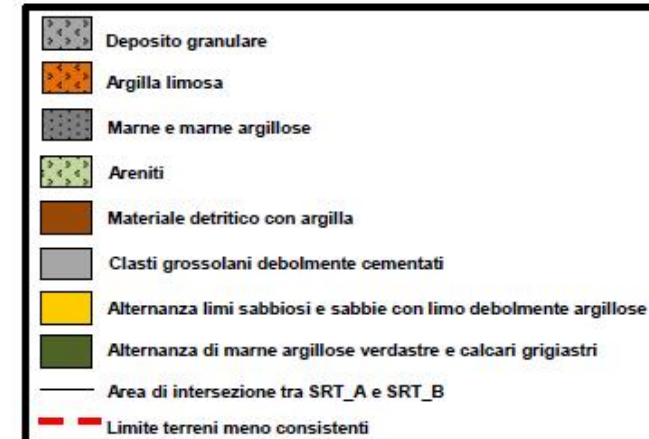 Deposito granulare
Argilla limosa
Marne e marne argillose
Areniti
Materiale detritico con argilla
Clasti grossolani debolmente cementati
Alternanza limi sabbiosi e sabbie con limo debolmente argillose
Alternanza di marne argillose verdastre e calcari grigiastri
Area di intersezione tra SRT_A e SRT_B
Limite terreni meno consistenti